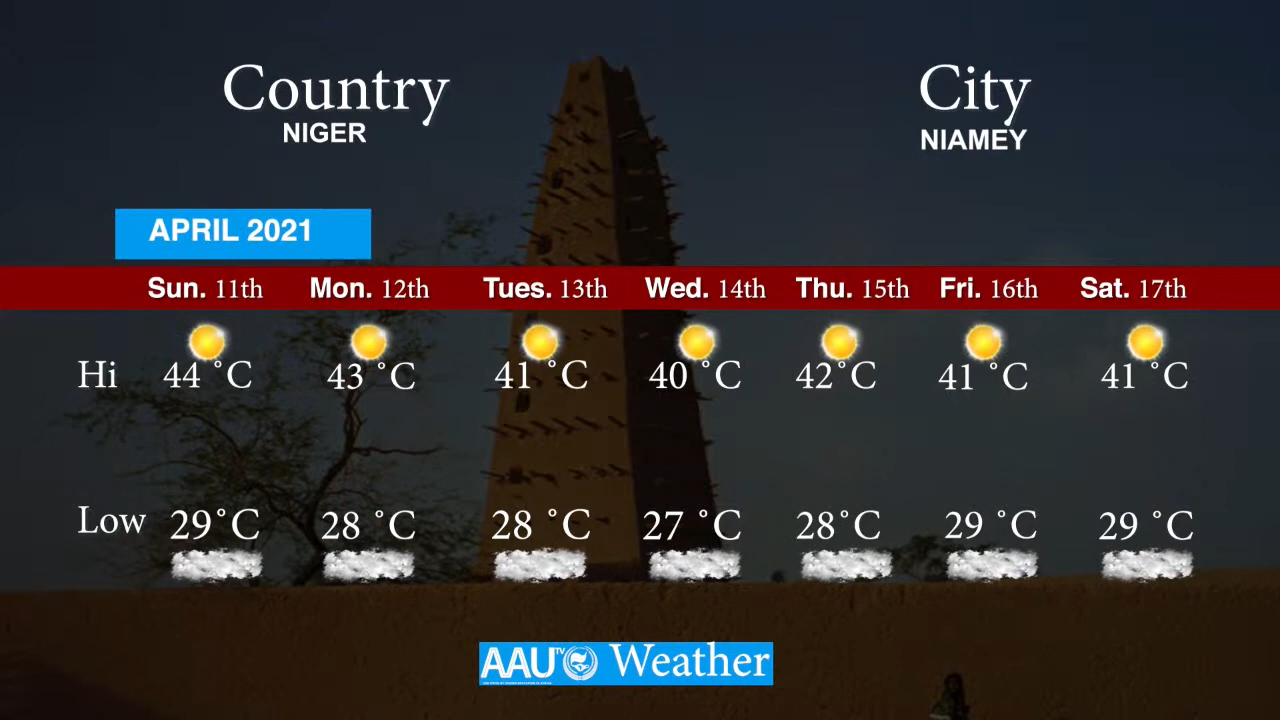 Country
NIGER
City
NIAMEY
APRIL 2021
Sun. 11th Mon. 12th Tues. 13th Wed. 14th Thu. 15th Fri. 16th Sat. 17th
Hi 44 °C 43 °C 41 °C 40 °C 42°C 41 °C 41 °C
Low 29°C 28 °C 28 °C 27 °C 28°C 29 °C 29 °C
AAU TV Weather